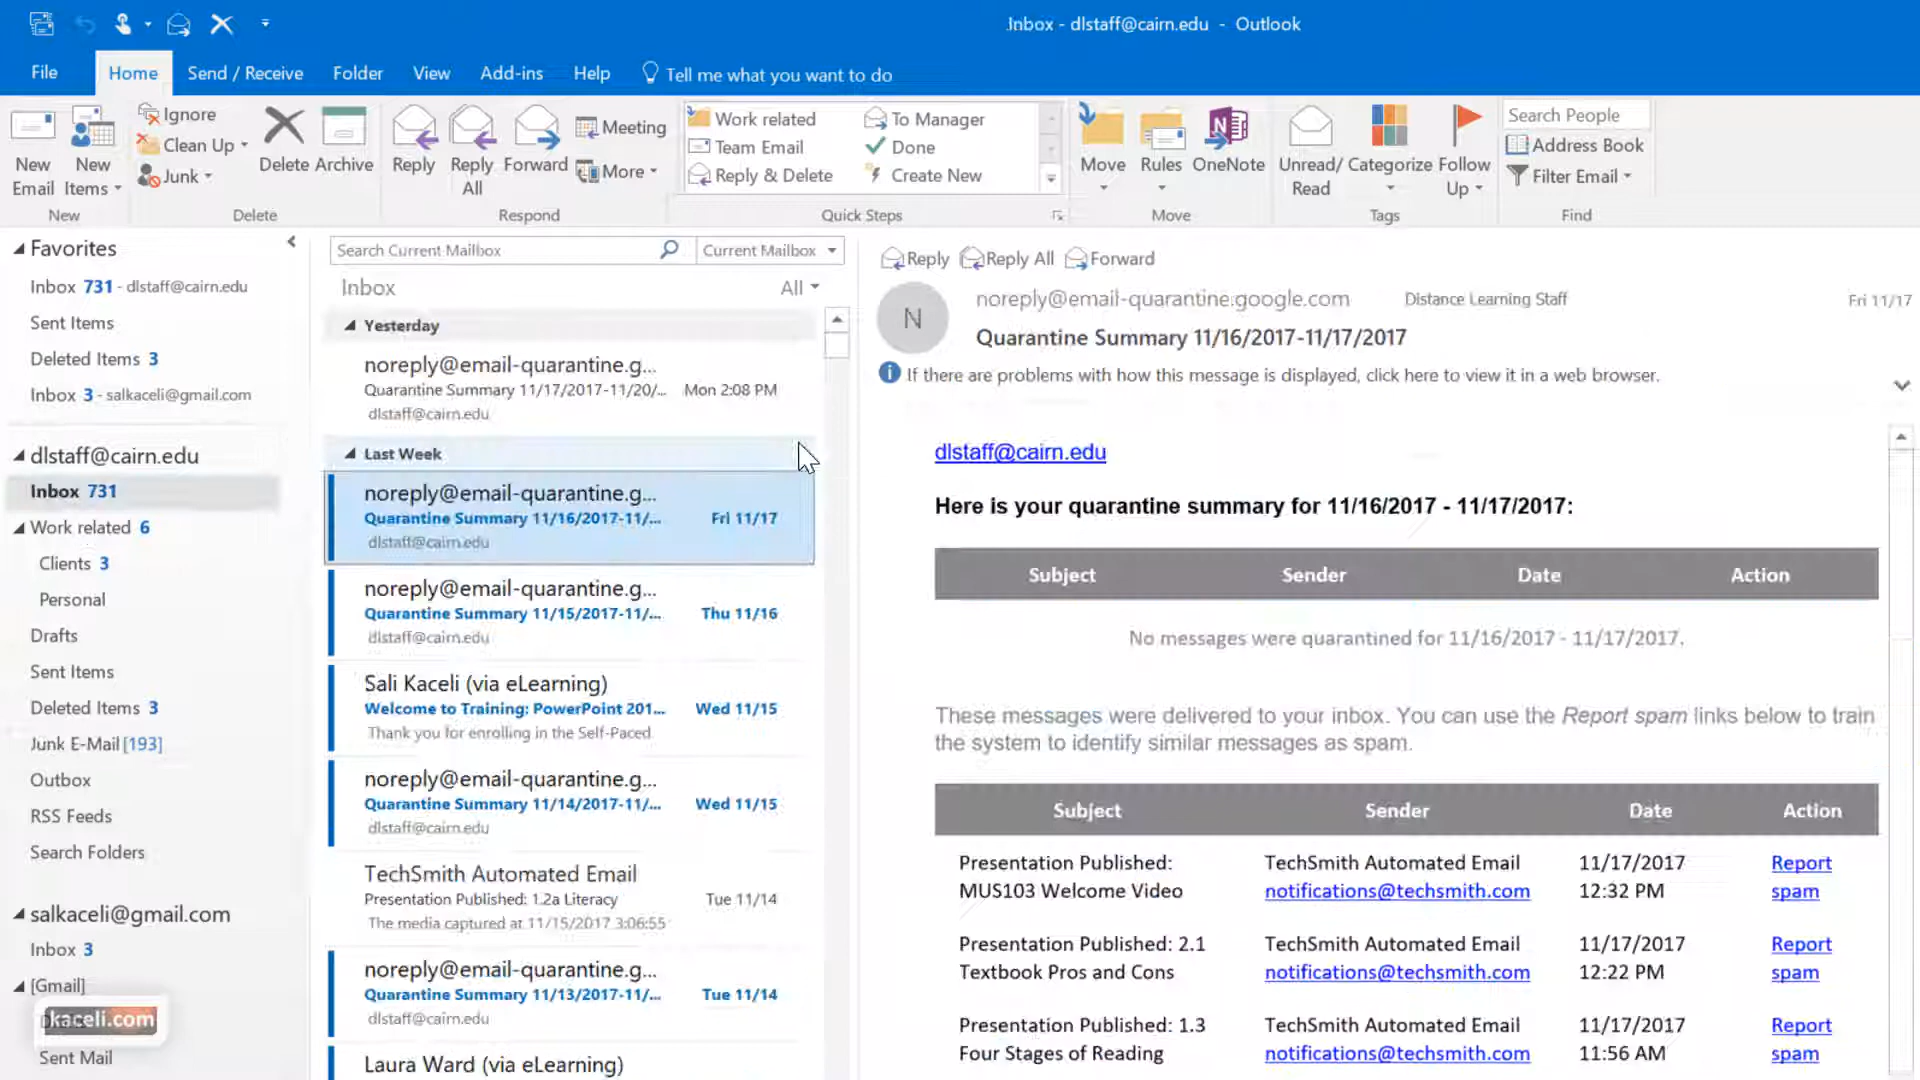 Inbox - dlstaff@cairn.edu - Outlook
File Home Send / Receive Folder View Add-ins Help Tell me what you want to do
New Email
New Items
New
Ignore
Clean Up
Junk
Delete
Archive
Delete
Reply
Reply All
Forward
Meeting
More
Respond
Work related
Team Email
Reply & Delete
To Manager
Done
Create New
Quick Steps
Move
Rules
OneNote
Move
Unread/ Read
Categorize
Follow Up
Tags
Search People
Address Book
Filter Email
Find
Favorites
Inbox 731 - dlstaff@cairn.edu
Sent Items
Deleted Items 3
Inbox 3 - salkaceli@gmail.com
dlstaff@cairn.edu
Inbox 731
Work related 6
Clients 3
Personal
Drafts
Sent Items
Deleted Items 3
Junk E-Mail [193]
Outbox
RSS Feeds
Search Folders
salkaceli@gmail.com
Inbox 3
[Gmail]
kaceli.com
Sent Mail
Search Current Mailbox
Current Mailbox
Inbox
All
Yesterday
noreply@email-quarantine.g...
Quarantine Summary 11/17/2017-11/20/... Mon 2:08 PM
dlstaff@cairn.edu
Last Week
noreply@email-quarantine.g...
Quarantine Summary 11/16/2017-11/... Fri 11/17
dlstaff@cairn.edu
noreply@email-quarantine.g...
Quarantine Summary 11/15/2017-11/... Thu 11/16
dlstaff@cairn.edu
Sali Kaceli (via eLearning)
Welcome to Training: PowerPoint 201... Wed 11/15
Thank you for enrolling in the Self-Paced
noreply@email-quarantine.g...
Quarantine Summary 11/14/2017-11/... Wed 11/15
dlstaff@cairn.edu
TechSmith Automated Email
Presentation Published: 1.2a Literacy Tue 11/14
The media captured at 11/15/2017 3:06:55
noreply@email-quarantine.g...
Quarantine Summary 11/13/2017-11/... Tue 11/14
dlstaff@cairn.edu
Laura Ward (via eLearning)
Reply Reply All Forward
N
noreply@email-quarantine.google.com Distance Learning Staff Fri 11/17
Quarantine Summary 11/16/2017-11/17/2017
If there are problems with how this message is displayed, click here to view it in a web browser.
dlstaff@cairn.edu
Here is your quarantine summary for 11/16/2017 - 11/17/2017:
Subject Sender Date Action
No messages were quarantined for 11/16/2017 - 11/17/2017.
These messages were delivered to your inbox. You can use the Report spam links below to train
the system to identify similar messages as spam.
Subject Sender Date Action
Presentation Published: TechSmith Automated Email 11/17/2017 Report
MUS103 Welcome Video notifications@techsmith.com 12:32 PM spam
Presentation Published: 2.1 TechSmith Automated Email 11/17/2017 Report
Textbook Pros and Cons notifications@techsmith.com 12:22 PM spam
Presentation Published: 1.3 TechSmith Automated Email 11/17/2017 Report
Four Stages of Reading notifications@techsmith.com 11:56 AM spam